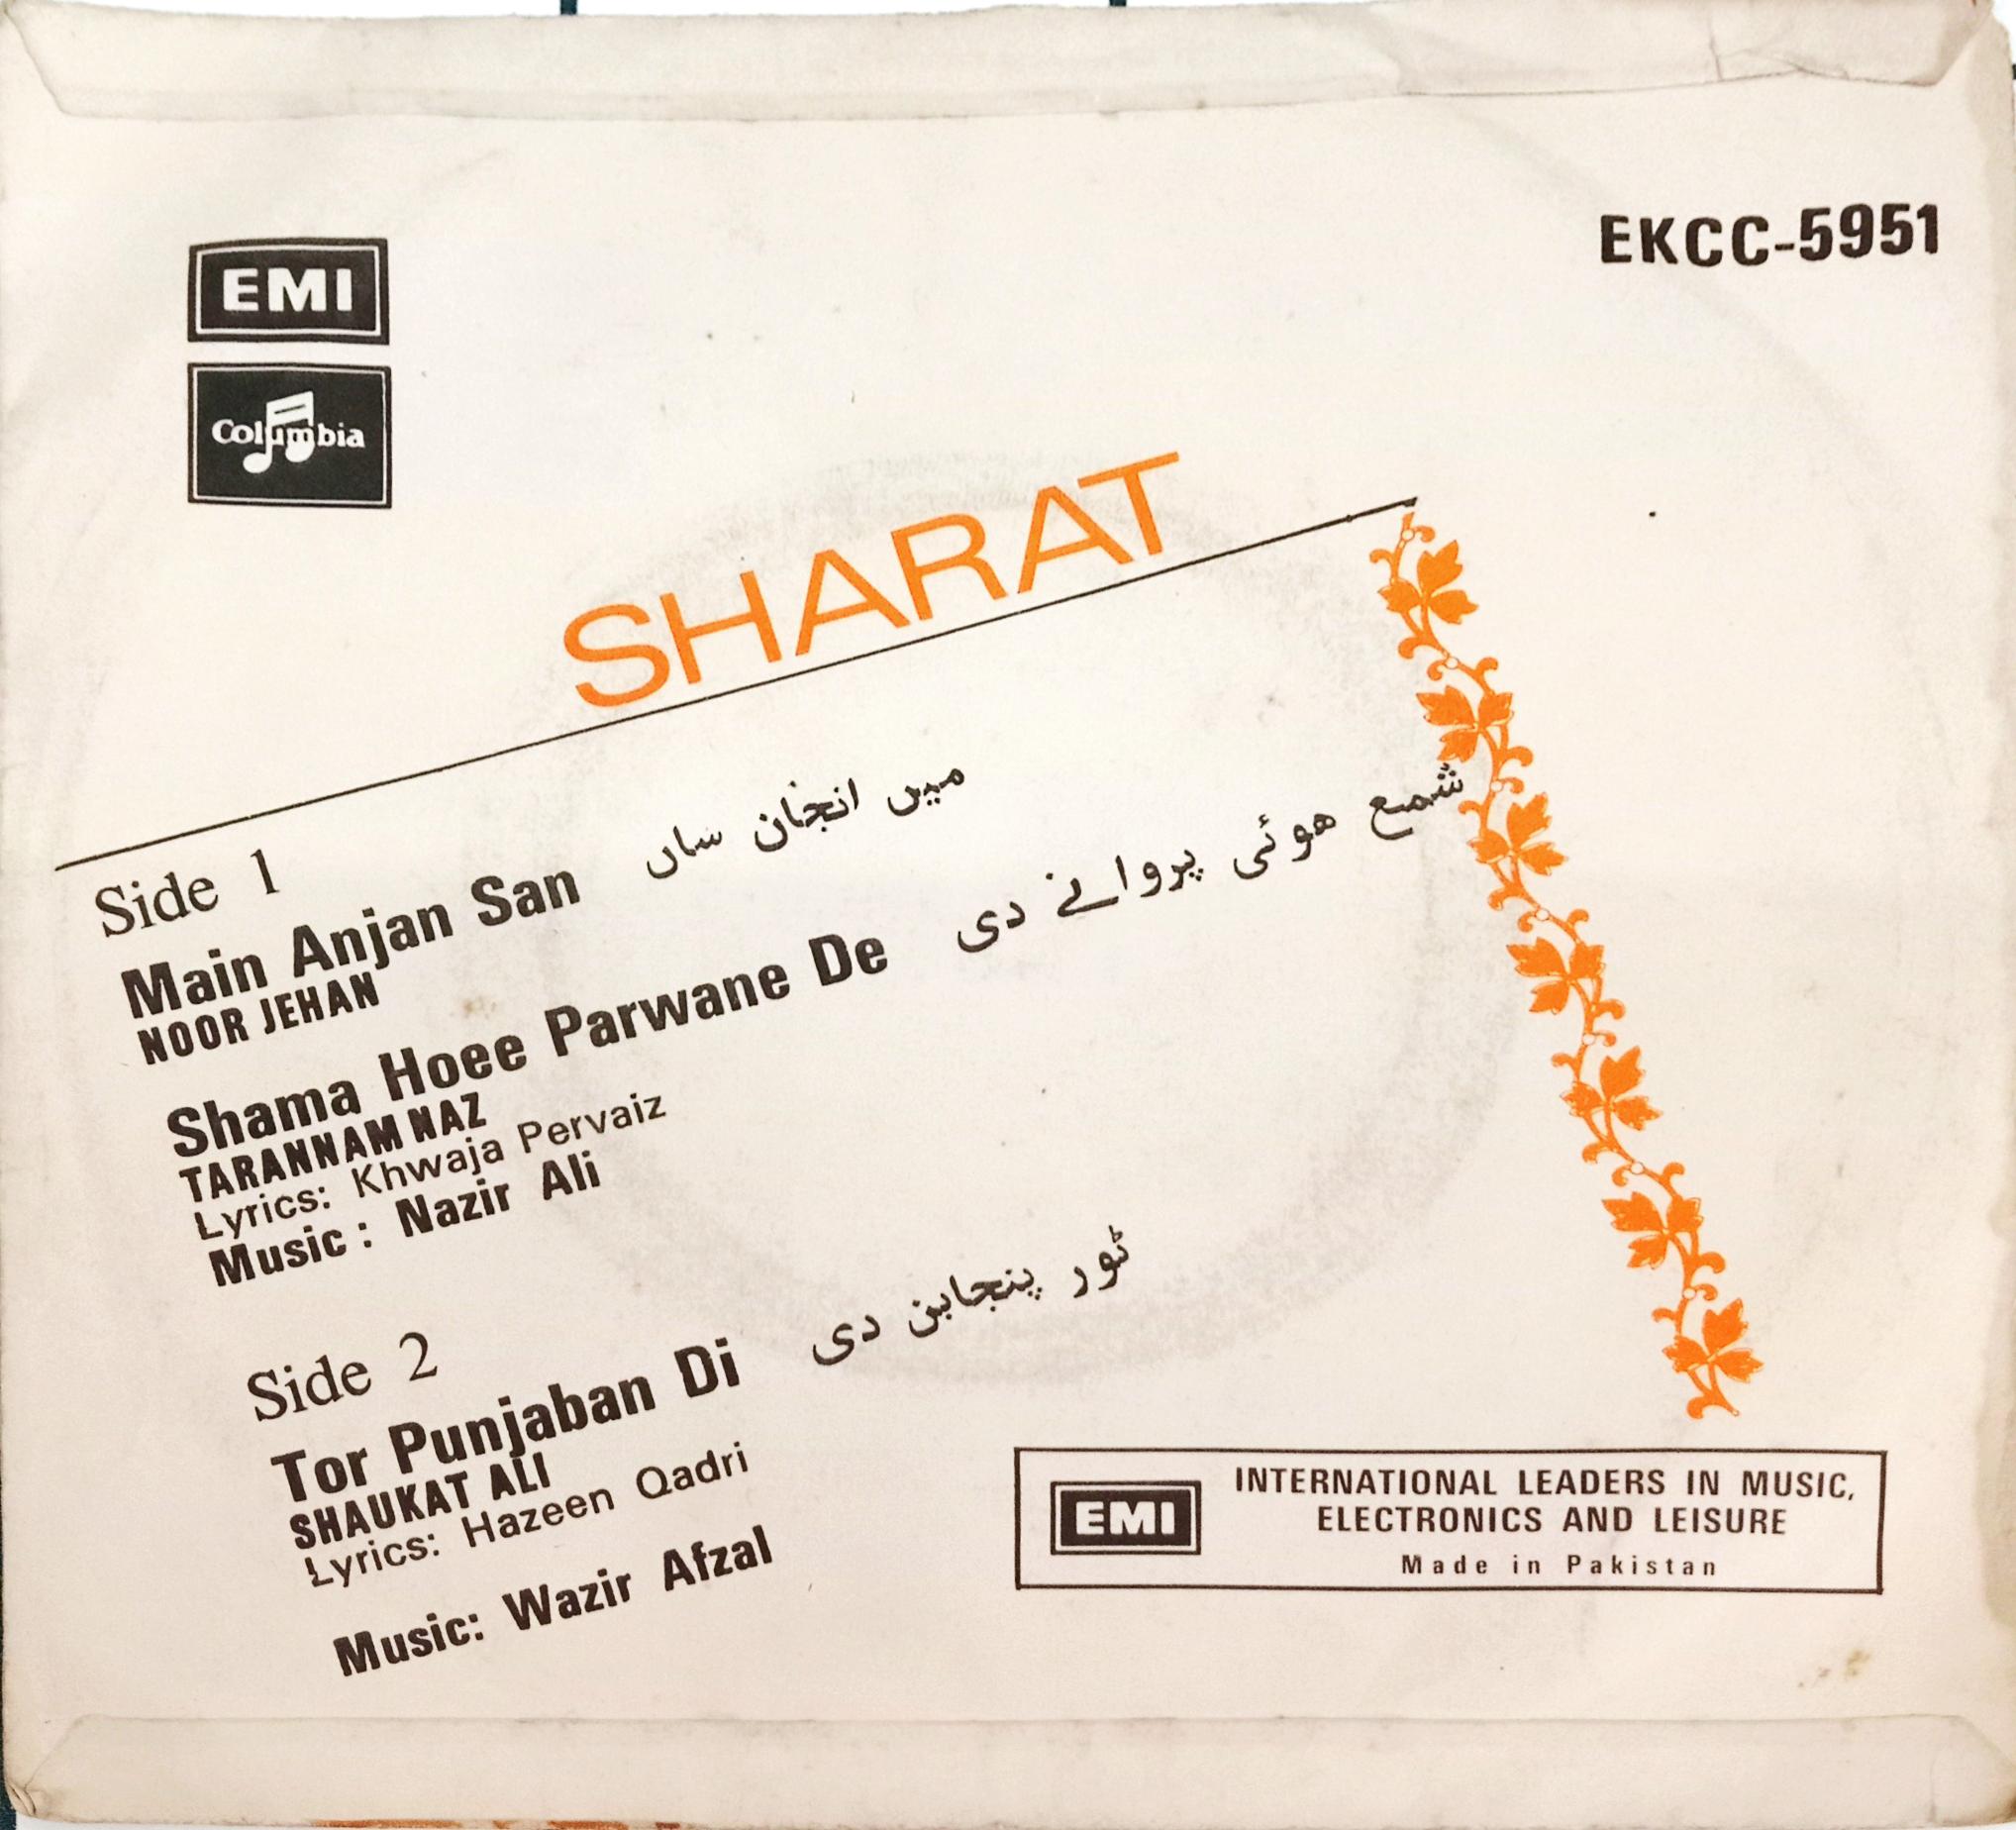 EMI
Columbia
EKCC-5951
SHARAT
Side 1
Main Anjan San میں انجان ساں
NOOR JEHAN
Shama Hoee Parwane De شمع ھوئی پروانے دی
TARANNAM NAZ
Lyrics: Khwaja Pervaiz
Music : Nazir Ali
Side 2
Tor Punjaban Di ٹور پنجابن دی
SHAUKAT ALI
Lyrics: Hazeen Qadri
Music: Wazir Afzal
EMI
INTERNATIONAL LEADERS IN MUSIC,
ELECTRONICS AND LEISURE
Made in Pakistan